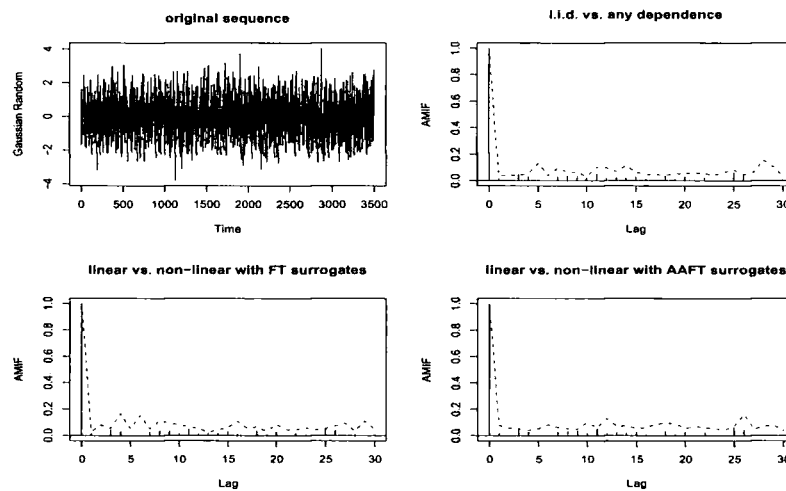 original sequence
Gaussian Random
4
2
0
-2
-4
0 500 1000 1500 2000 2500 3000 3500
Time
i.i.d. vs. any dependence
AMIF
1.0
0.8
0.6
0.4
0.2
0.0
0 5 10 15 20 25 30
Lag
linear vs. non-linear with FT surrogates
AMIF
1.0
0.8
0.6
0.4
0.2
0.0
0 5 10 15 20 25 30
Lag
linear vs. non-linear with AAFT surrogates
AMIF
1.0
0.8
0.6
0.4
0.2
0.0
0 5 10 15 20 25 30
Lag